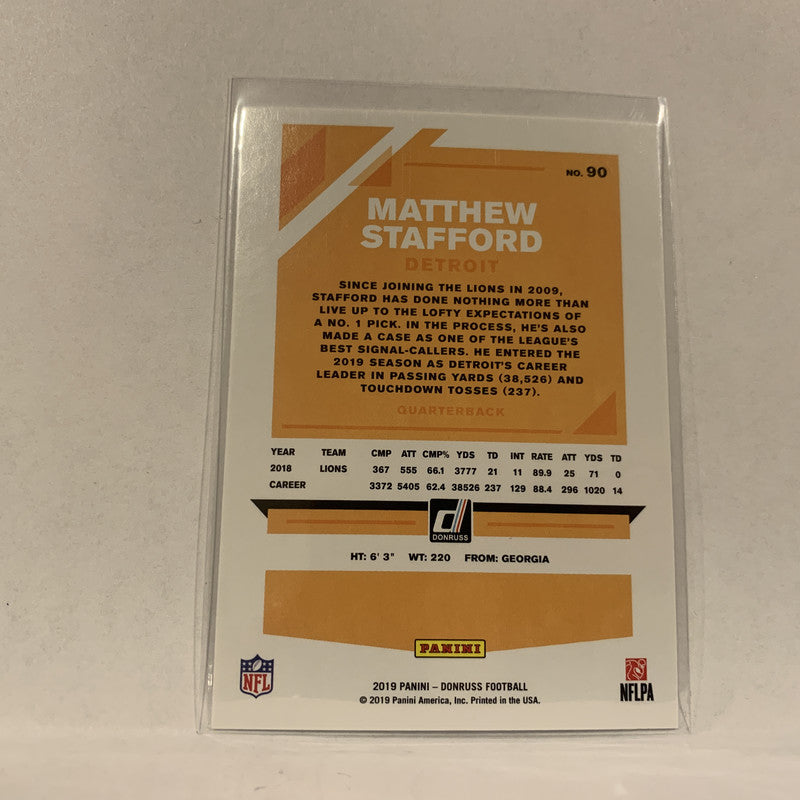 NO. 90
MATTHEW
STAFFORD
DETROIT
SINCE JOINING THE LIONS IN 2009,
STAFFORD HAS DONE NOTHING MORE THAN
LIVE UP TO THE LOFTY EXPECTATIONS OF
A NO. 1 PICK. IN THE PROCESS, HE'S ALSO
MADE A CASE AS ONE OF THE LEAGUE'S
BEST SIGNAL-CALLERS. HE ENTERED THE
2019 SEASON AS DETROIT'S CAREER
LEADER IN PASSING YARDS (38,526) AND
TOUCHDOWN TOSSES (237).
QUARTERBACK
YEAR TEAM CMP ATT CMP% YDS TD INT RATE ATT YDS TD
2018 LIONS 367 555 66.1 3777 21 11 89.9 25 71 0
CAREER 3372 5405 62.4 38526 237 129 88.4 296 1020 14
d
DONRUSS
HT: 6' 3" WT: 220 FROM: GEORGIA
PANINI
NFL
2019 PANINI – DONRUSS FOOTBALL
© 2019 Panini America, Inc. Printed in the USA.
NFLPA